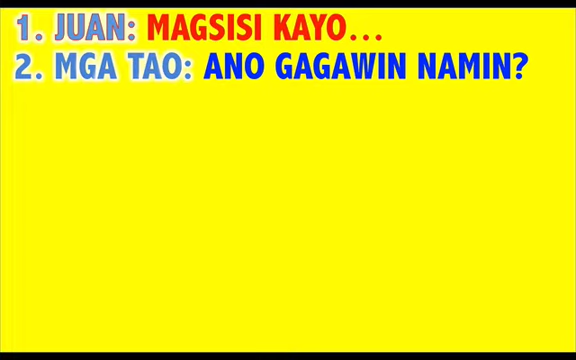 1. JUAN: MAGSISI KAYO...
2. MGA TAO: ANO GAGAWIN NAMIN?